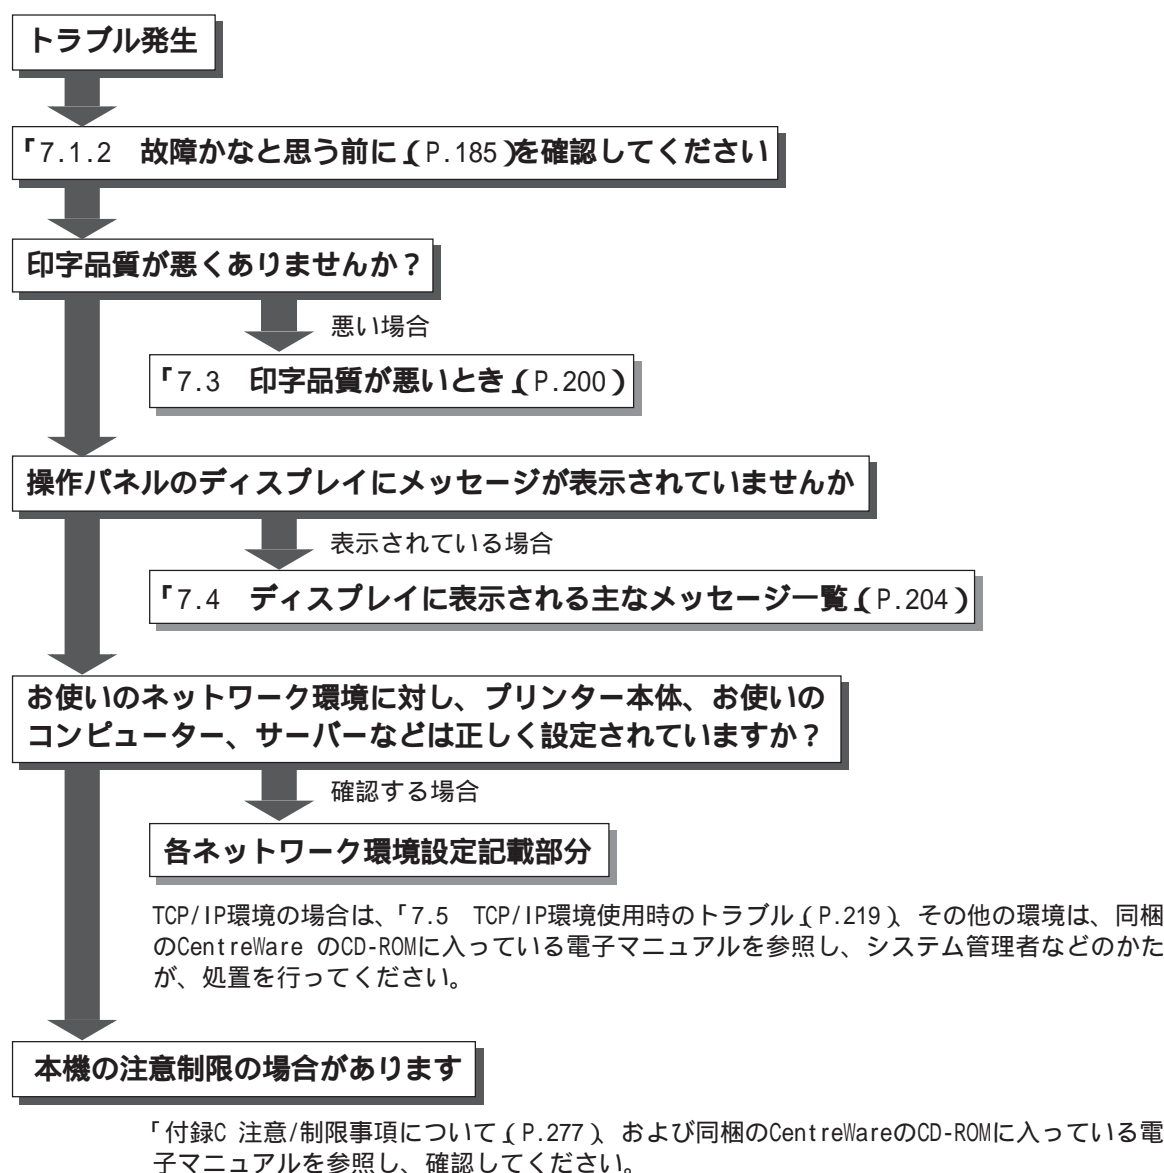 トラブル発生
「7.1.2 故障かなと思う前に」(P.185)を確認してください
印字品質が悪くありませんか？
悪い場合
「7.3 印字品質が悪いとき」(P.200)
操作パネルのディスプレイにメッセージが表示されていませんか
表示されている場合
「7.4 ディスプレイに表示される主なメッセージ一覧」(P.204)
お使いのネットワーク環境に対し、プリンター本体、お使いの
コンピューター、サーバーなどは正しく設定されていますか？
確認する場合
各ネットワーク環境設定記載部分
TCP/IP環境の場合は、「7.5 TCP/IP環境使用時のトラブル」(P.219)、その他の環境は、同梱
のCentreWare のCD-ROMに入っている電子マニュアルを参照し、システム管理者などのかた
が、処置を行ってください。
本機の注意制限の場合があります
「付録C 注意/制限事項について」(P.277)、および同梱のCentreWareのCD-ROMに入っている電
子マニュアルを参照し、確認してください。